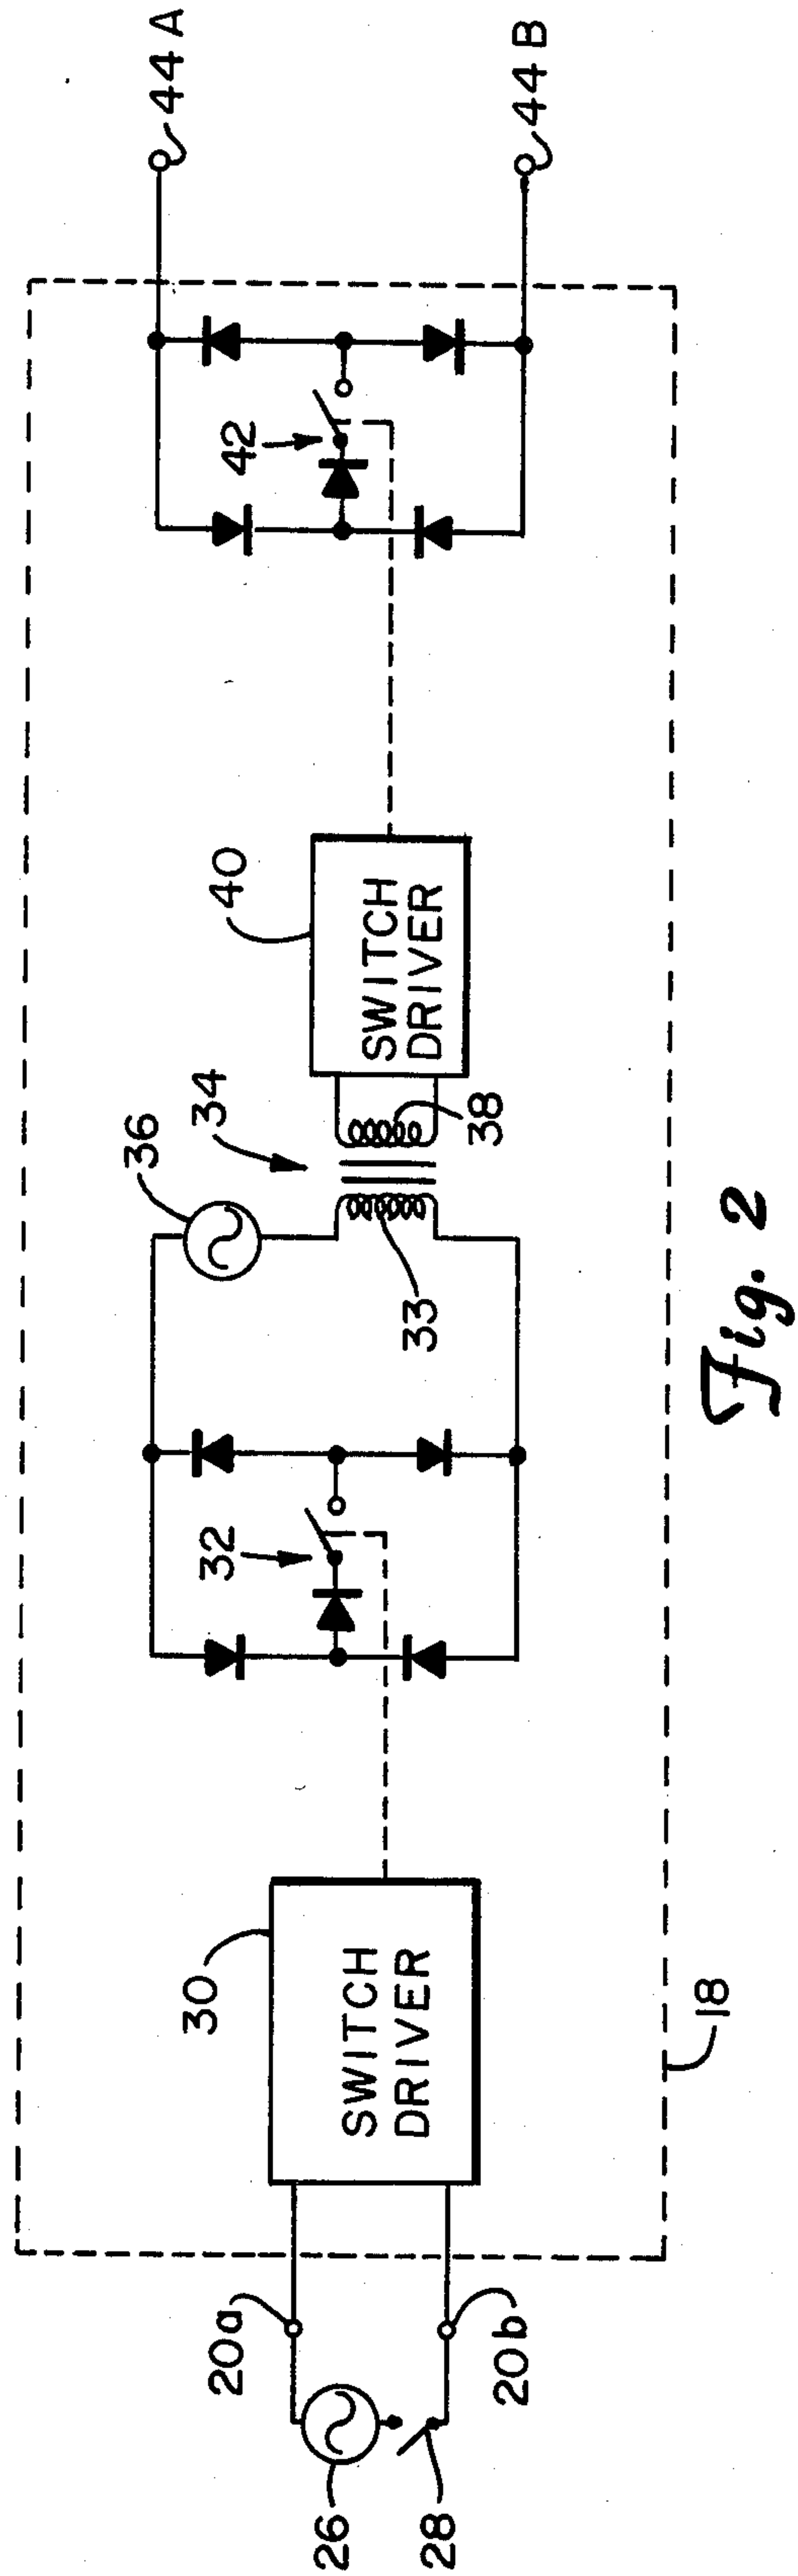 44A
44B
42
40
SWITCH
DRIVER
36
34
38
33
32
30
SWITCH
DRIVER
18
20a
20b
26
28
Fig. 2